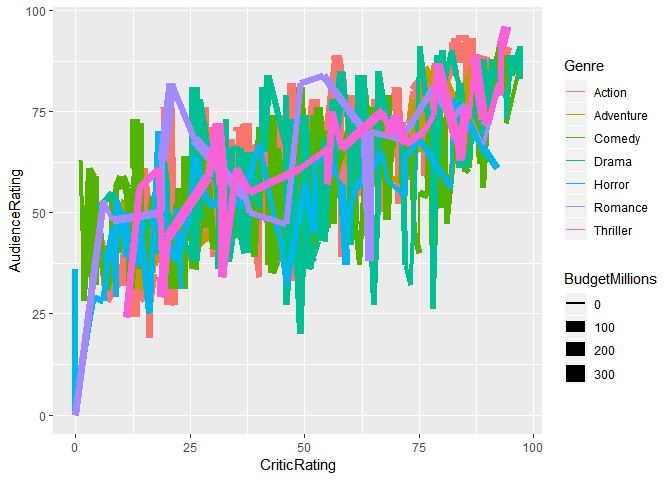 100
75
50
25
0
AudienceRating
0
25
50
75
100
CriticRating
Genre
Action
Adventure
Comedy
Drama
Horror
Romance
Thriller
BudgetMillions
0
100
200
300